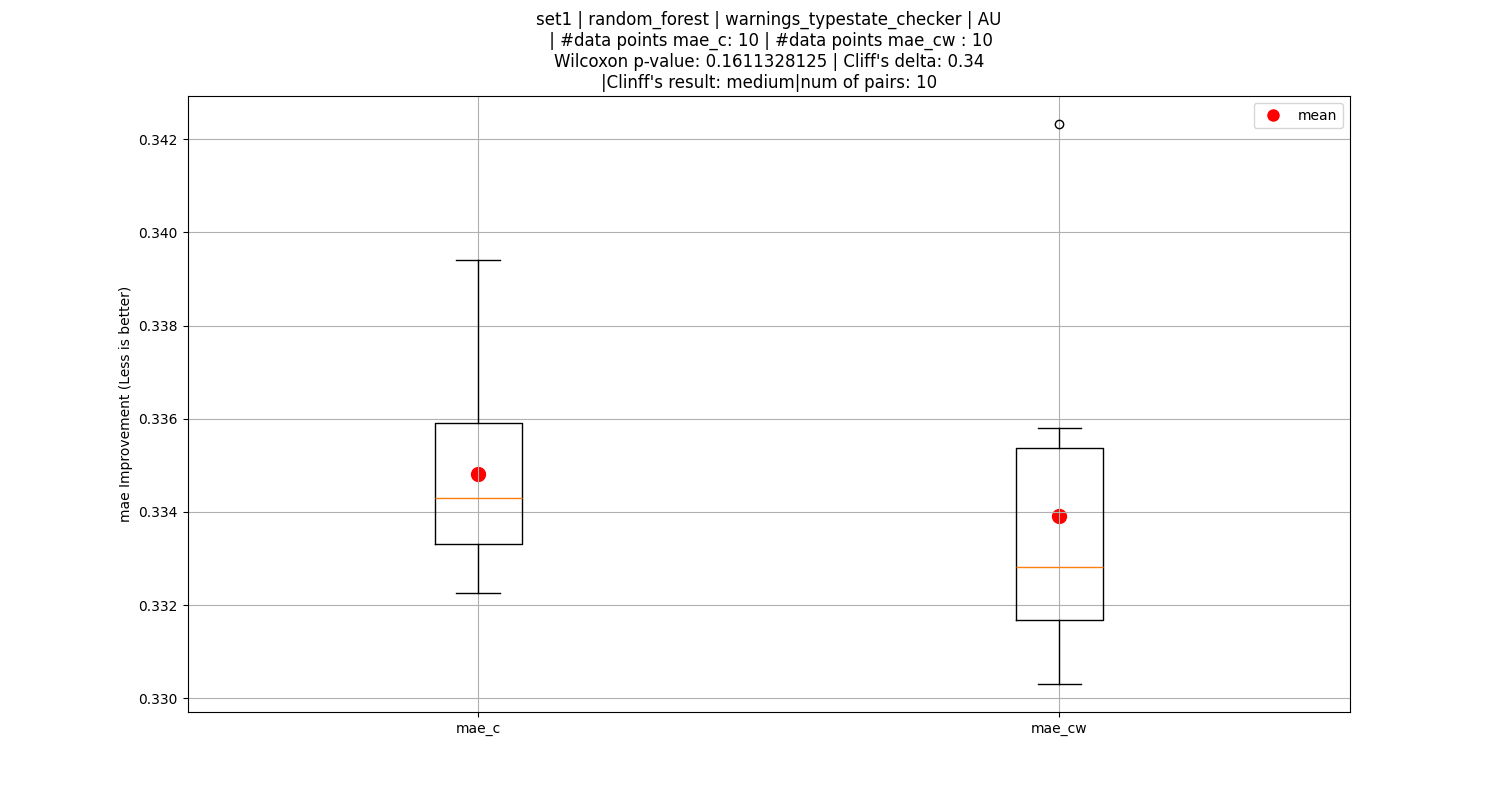 set1 | random_forest | warnings_typestate_checker | AU
| #data points mae_c: 10 | #data points mae_cw : 10
Wilcoxon p-value: 0.1611328125 | Cliff's delta: 0.34
|Clinff's result: medium|num of pairs: 10
mean
mae Improvement (Less is better)
0.342
0.340
0.338
0.336
0.334
0.332
0.330
mae_c
mae_cw